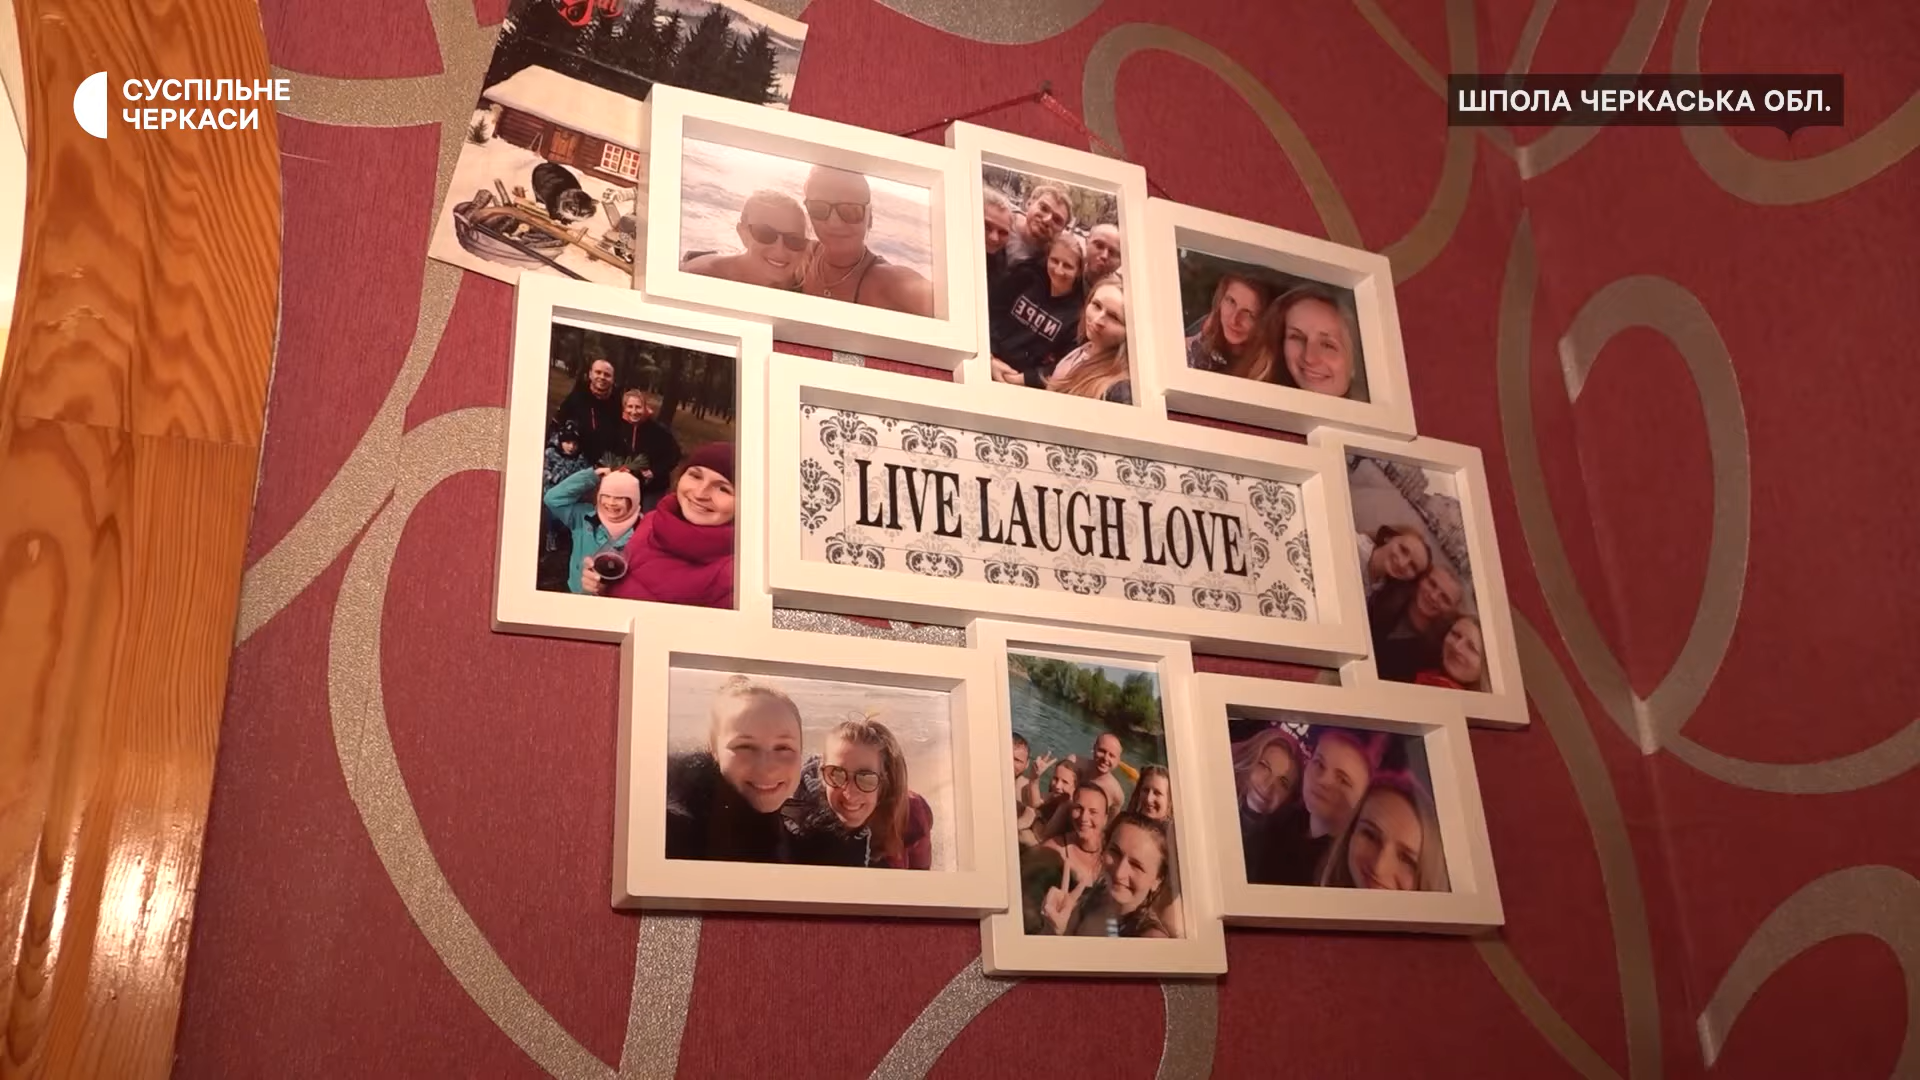 СУСПІЛЬНЕ
ЧЕРКАСИ
ШПОЛА ЧЕРКАСЬКА ОБЛ.
NOPE
LIVE LAUGH LOVE